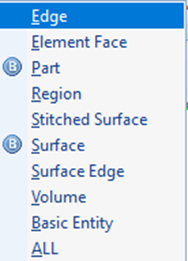 Edge
Element Face
B Part
Region
Stitched Surface
B Surface
Surface Edge
Volume
Basic Entity
ALL